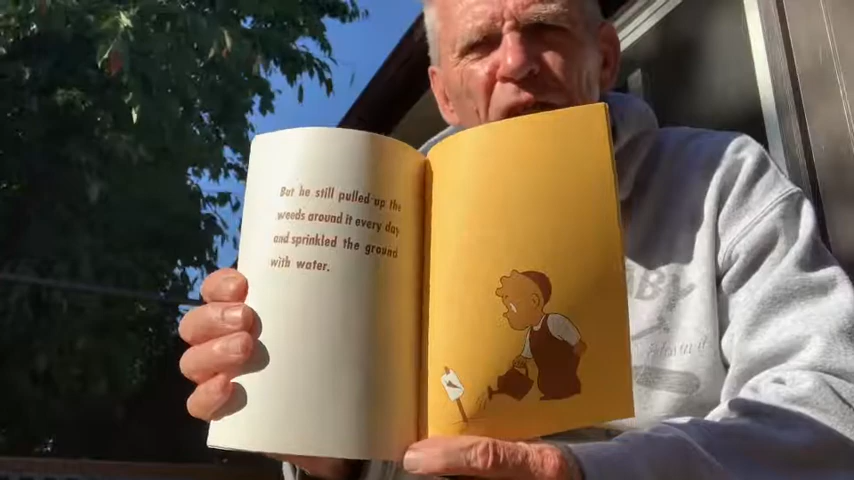 But he still pulled up the
weeds around it every day
and sprinkled the ground
with water.